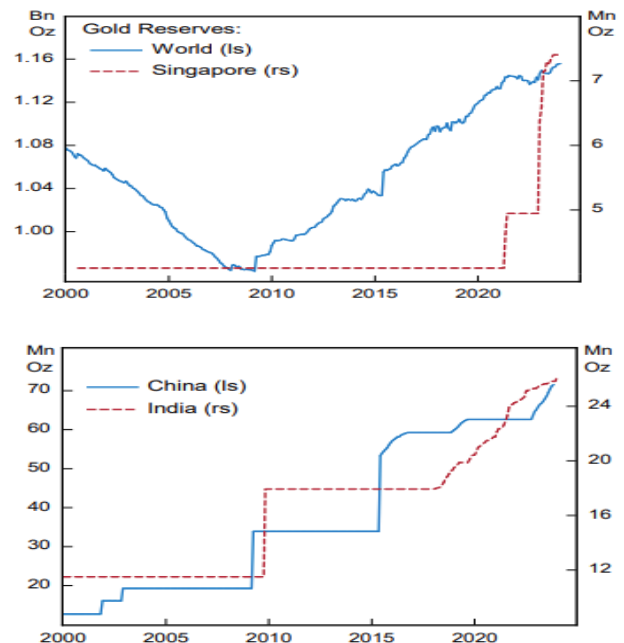 Bn Oz
Mn Oz
Gold Reserves:
World (ls)
Singapore (rs)
1.16
1.12
1.08
1.04
1.00
7
6
5
2000 2005 2010 2015 2020
Mn Oz
Mn Oz
China (ls)
India (rs)
70
60
50
40
30
20
24
20
16
12
2000 2005 2010 2015 2020